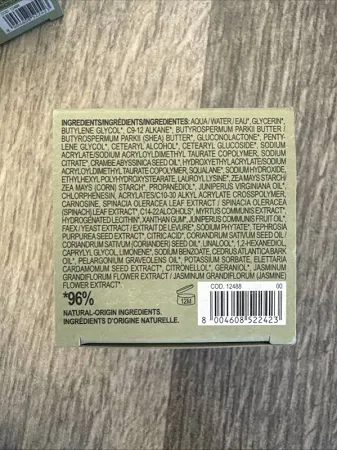 INGREDIENTS/INGRÉDIENTS/INGREDIENTES: AQUA / WATER / EAU*, GLYCERIN*,
BUTYLENE GLYCOL*, C9-12 ALKANE*, BUTYROSPERMUM PARKII BUTTER /
BUTYROSPERMUM PARKII (SHEA) BUTTER*, GLUCONOLACTONE*, PENTY-
LENE GLYCOL*, CETEARYL ALCOHOL*, CETEARYL GLUCOSIDE*, SODIUM
ACRYLATE/SODIUM ACRYLOYLDIMETHYL TAURATE COPOLYMER, SODIUM
CITRATE*, CRAMBE ABYSSINICA SEED OIL*, HYDROXYETHYL ACRYLATE/SODIUM
ACRYLOYLDIMETHYL TAURATE COPOLYMER, SQUALANE*, SODIUM HYDROXIDE,
ETHYLHEXYL POLYHYDROXYSTEARATE, LAUROYL LYSINE*, ZEA MAYS STARCH /
ZEA MAYS (CORN) STARCH*, PROPANEDIOL*, JUNIPERUS VIRGINIANA OIL*,
CHLORPHENESIN, ACRYLATES/C10-30 ALKYL ACRYLATE CROSSPOLYMER,
CARNOSINE, SPINACIA OLERACEA LEAF EXTRACT / SPINACIA OLERACEA
(SPINACH) LEAF EXTRACT*, C14-22 ALCOHOLS*, MYRTUS COMMUNIS EXTRACT*,
HYDROGENATED LECITHIN*, XANTHAN GUM*, JUNIPERUS COMMUNIS FRUIT OIL*,
FAEX / YEAST EXTRACT / EXTRAIT DE LEVURE*, SODIUM PHYTATE*, TEPHROSIA
PURPUREA SEED EXTRACT*, CITRIC ACID*, CORIANDRUM SATIVUM SEED OIL /
CORIANDRUM SATIVUM (CORIANDER) SEED OIL*, LINALOOL*, 1,2-HEXANEDIOL,
CAPRYLYL GLYCOL, LIMONENE*, SODIUM BENZOATE, CEDRUS ATLANTICA BARK
OIL*, PELARGONIUM GRAVEOLENS OIL*, POTASSIUM SORBATE, ELETTARIA
CARDAMOMUM SEED EXTRACT*, CITRONELLOL*, GERANIOL*, JASMINUM
GRANDIFLORUM FLOWER EXTRACT / JASMINUM GRANDIFLORUM (JASMINE)
FLOWER EXTRACT*.
*96%
NATURAL-ORIGIN INGREDIENTS.
INGRÉDIENTS D'ORIGINE NATURELLE.
12M
COD. 12488 00
8 004608 522423